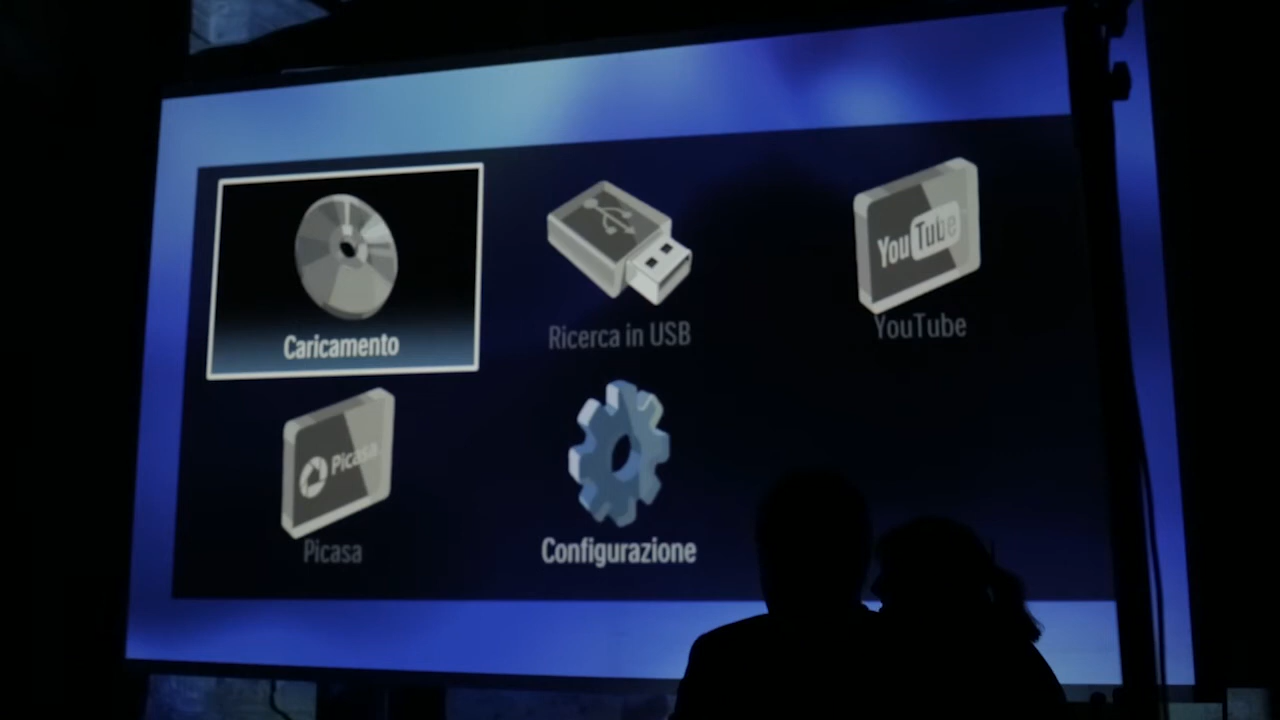 Caricamento
Ricerca in USB
YouTube
YouTube
Picasa
Picasa
Configurazione